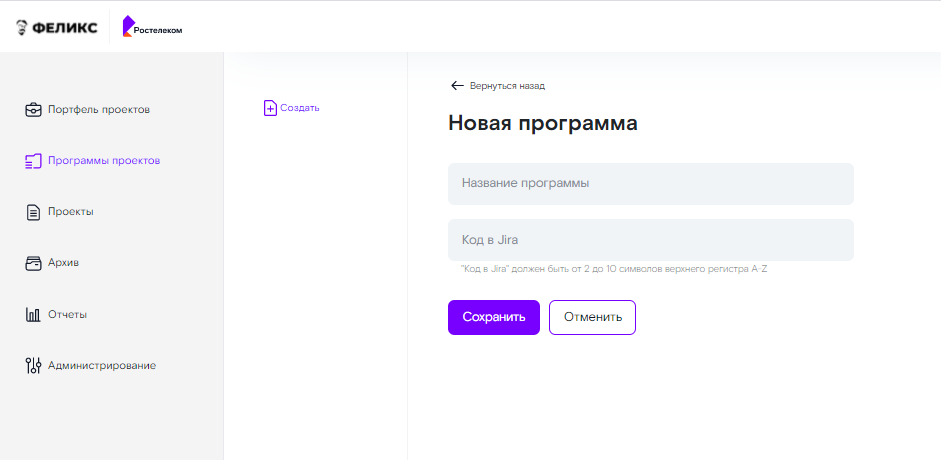 ФЕЛИКС
Ростелеком
Портфель проектов
Программы проектов
Проекты
Архив
Отчеты
Администрирование
Создать
Вернуться назад
Новая программа
Название программы
Код в Jira
"Код в Jira" должен быть от 2 до 10 символов верхнего регистра A-Z
Сохранить
Отменить